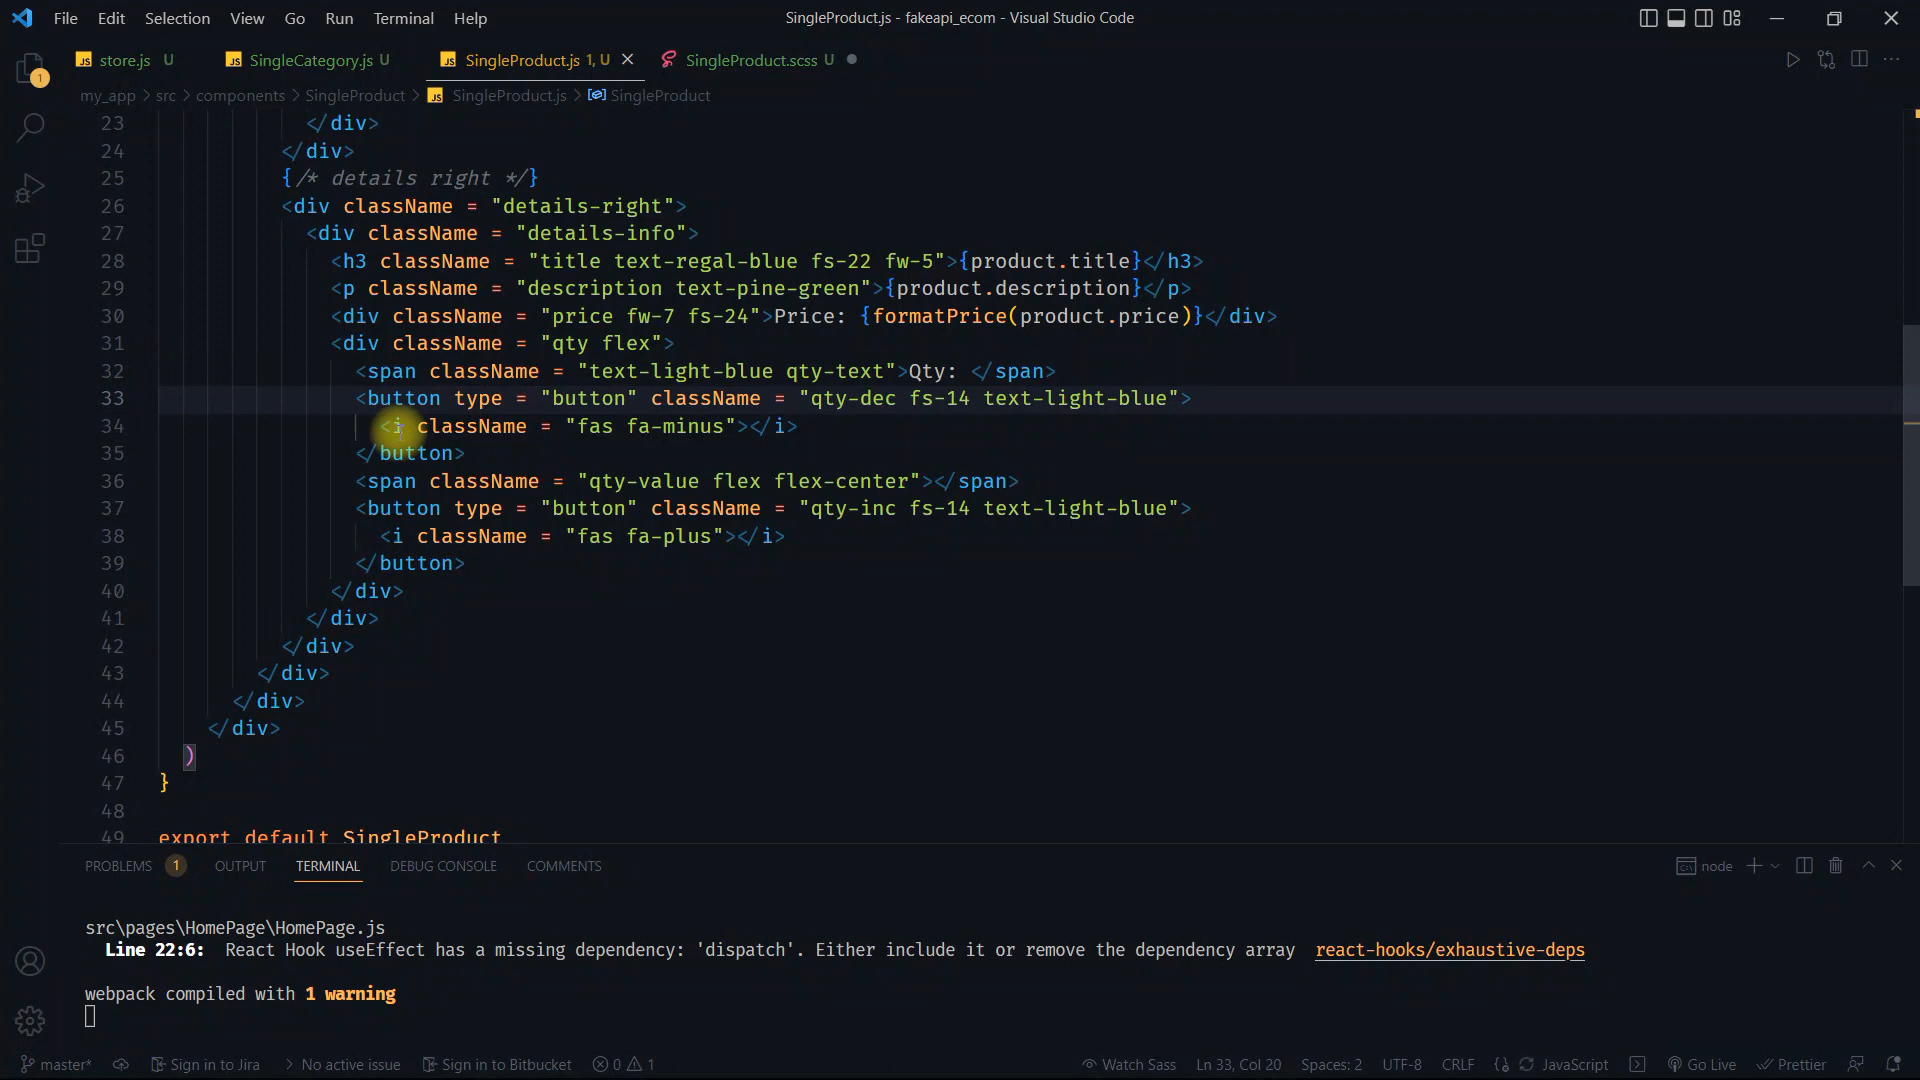 File Edit Selection View Go Run Terminal Help
SingleProduct.js - fakeapi_ecom - Visual Studio Code
JS store.js U
JS SingleCategory.js U
JS SingleProduct.js 1, U
SingleProduct.scss U
my_app > src > components > SingleProduct > JS SingleProduct.js > SingleProduct
1
23 </div>
24 </div>
25 {/* details right */}
26 <div className = "details-right">
27 <div className = "details-info">
28 <h3 className = "title text-regal-blue fs-22 fw-5">{product.title}</h3>
29 <p className = "description text-pine-green">{product.description}</p>
30 <div className = "price fw-7 fs-24">Price: {formatPrice(product.price)}</div>
31 <div className = "qty flex">
32 <span className = "text-light-blue qty-text">Qty: </span>
33 <button type = "button" className = "qty-dec fs-14 text-light-blue">
34 <i className = "fas fa-minus"></i>
35 </button>
36 <span className = "qty-value flex flex-center"></span>
37 <button type = "button" className = "qty-inc fs-14 text-light-blue">
38 <i className = "fas fa-plus"></i>
39 </button>
40 </div>
41 </div>
42 </div>
43 </div>
44 </div>
45 </div>
46 )
47 }
48
49 export default SingleProduct
PROBLEMS 1 OUTPUT TERMINAL DEBUG CONSOLE COMMENTS
node
src\pages\HomePage\HomePage.js
Line 22:6: React Hook useEffect has a missing dependency: 'dispatch'. Either include it or remove the dependency array react-hooks/exhaustive-deps
webpack compiled with 1 warning
master* Sign in to Jira No active issue Sign in to Bitbucket 0 1
Watch Sass Ln 33, Col 20 Spaces: 2 UTF-8 CRLF {} JavaScript Go Live Prettier